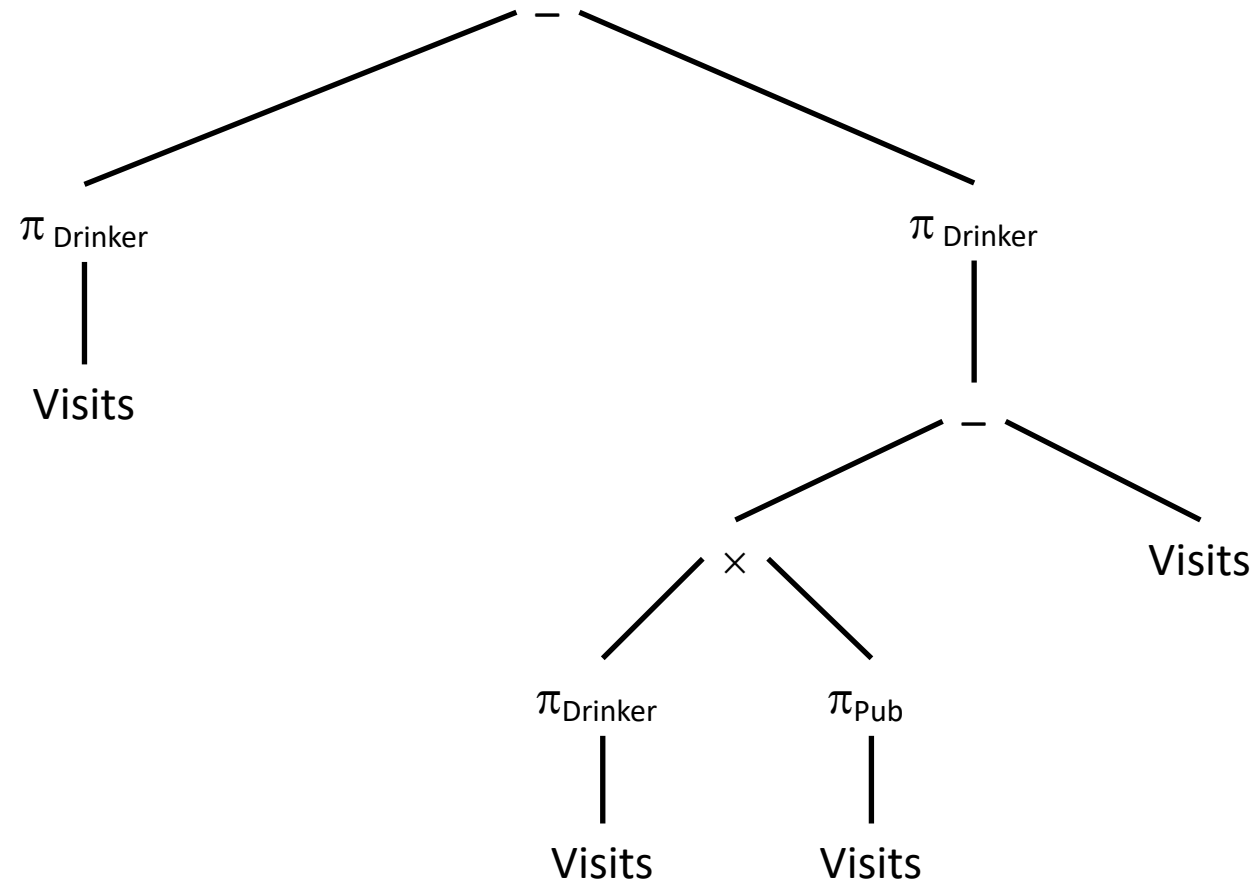 –
π Drinker
π Drinker
Visits
–
×
Visits
πDrinker
πPub
Visits
Visits